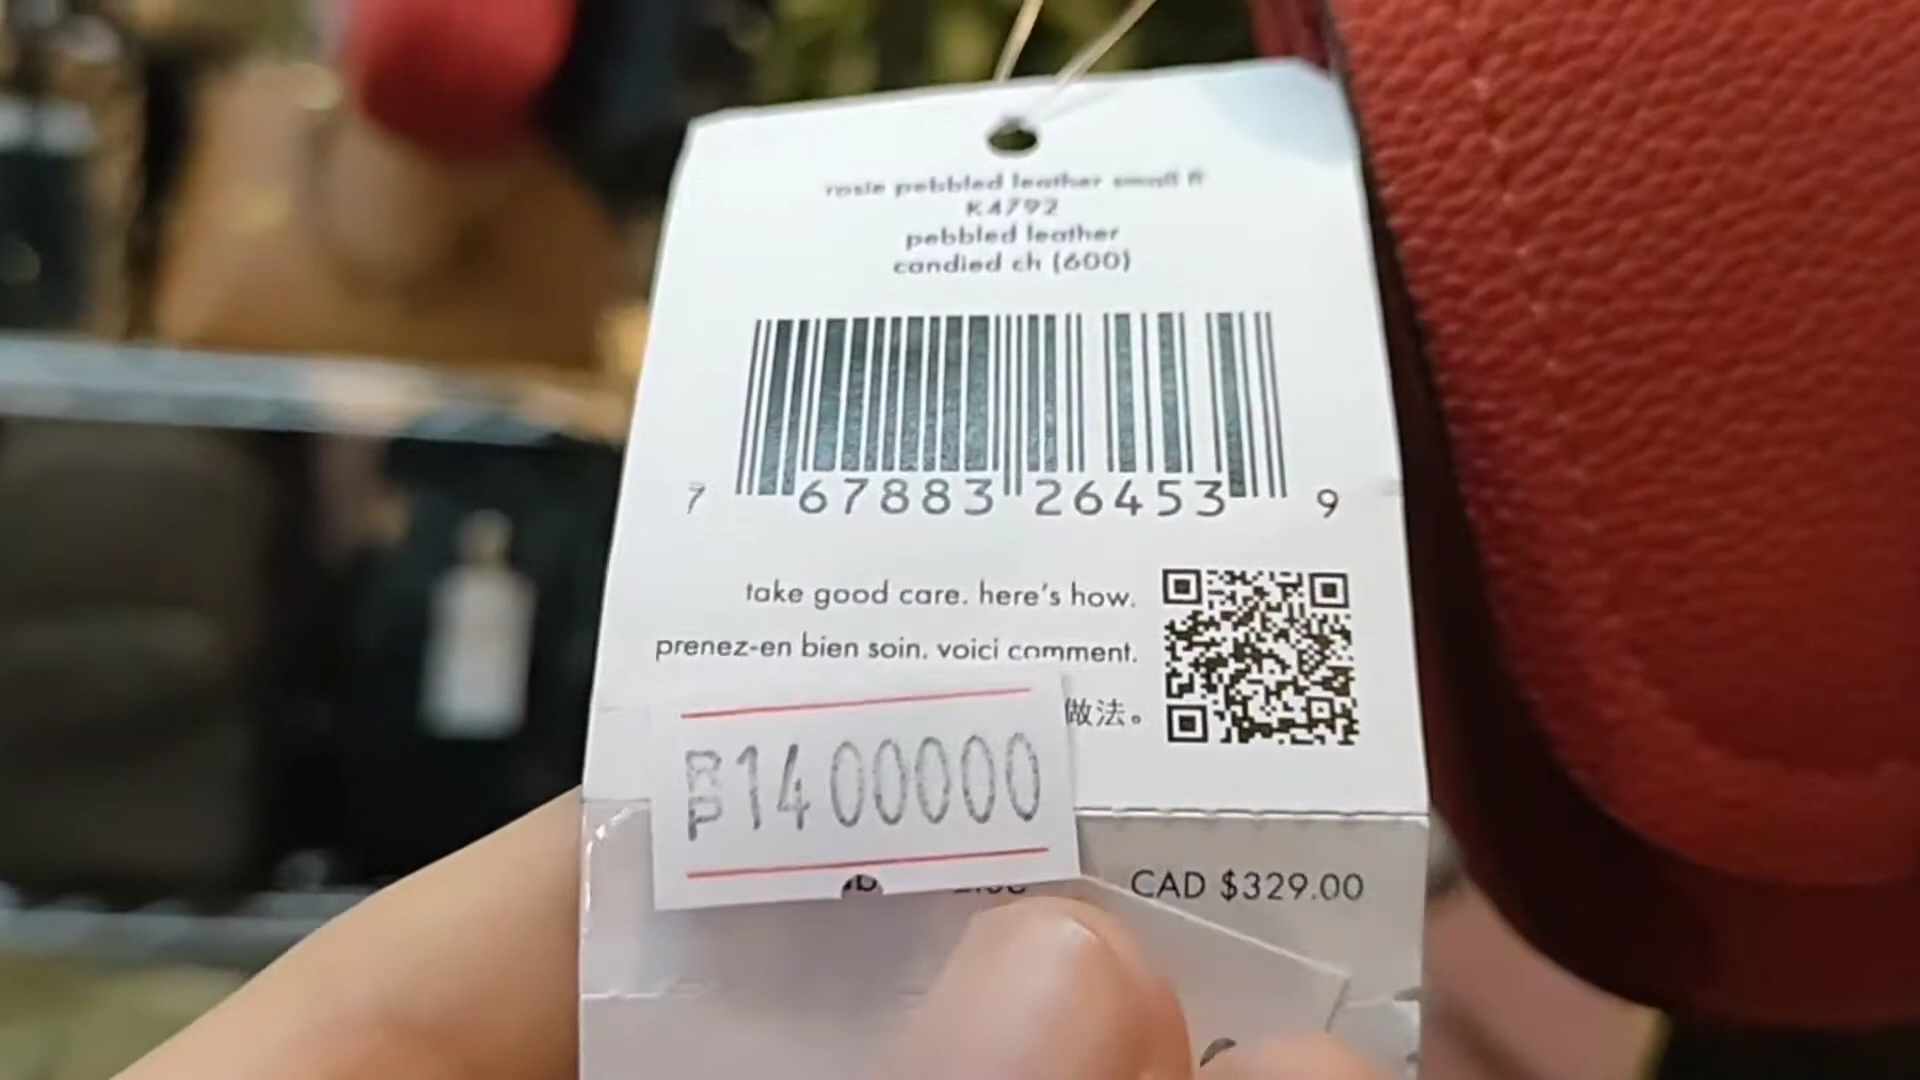 rosie pebbled leather small fl
K4792
pebbled leather
candied ch (600)
7 67883 26453 9
take good care. here's how.
prenez-en bien soin. voici comment.
做法。
RP 1400000
CAD $329.00